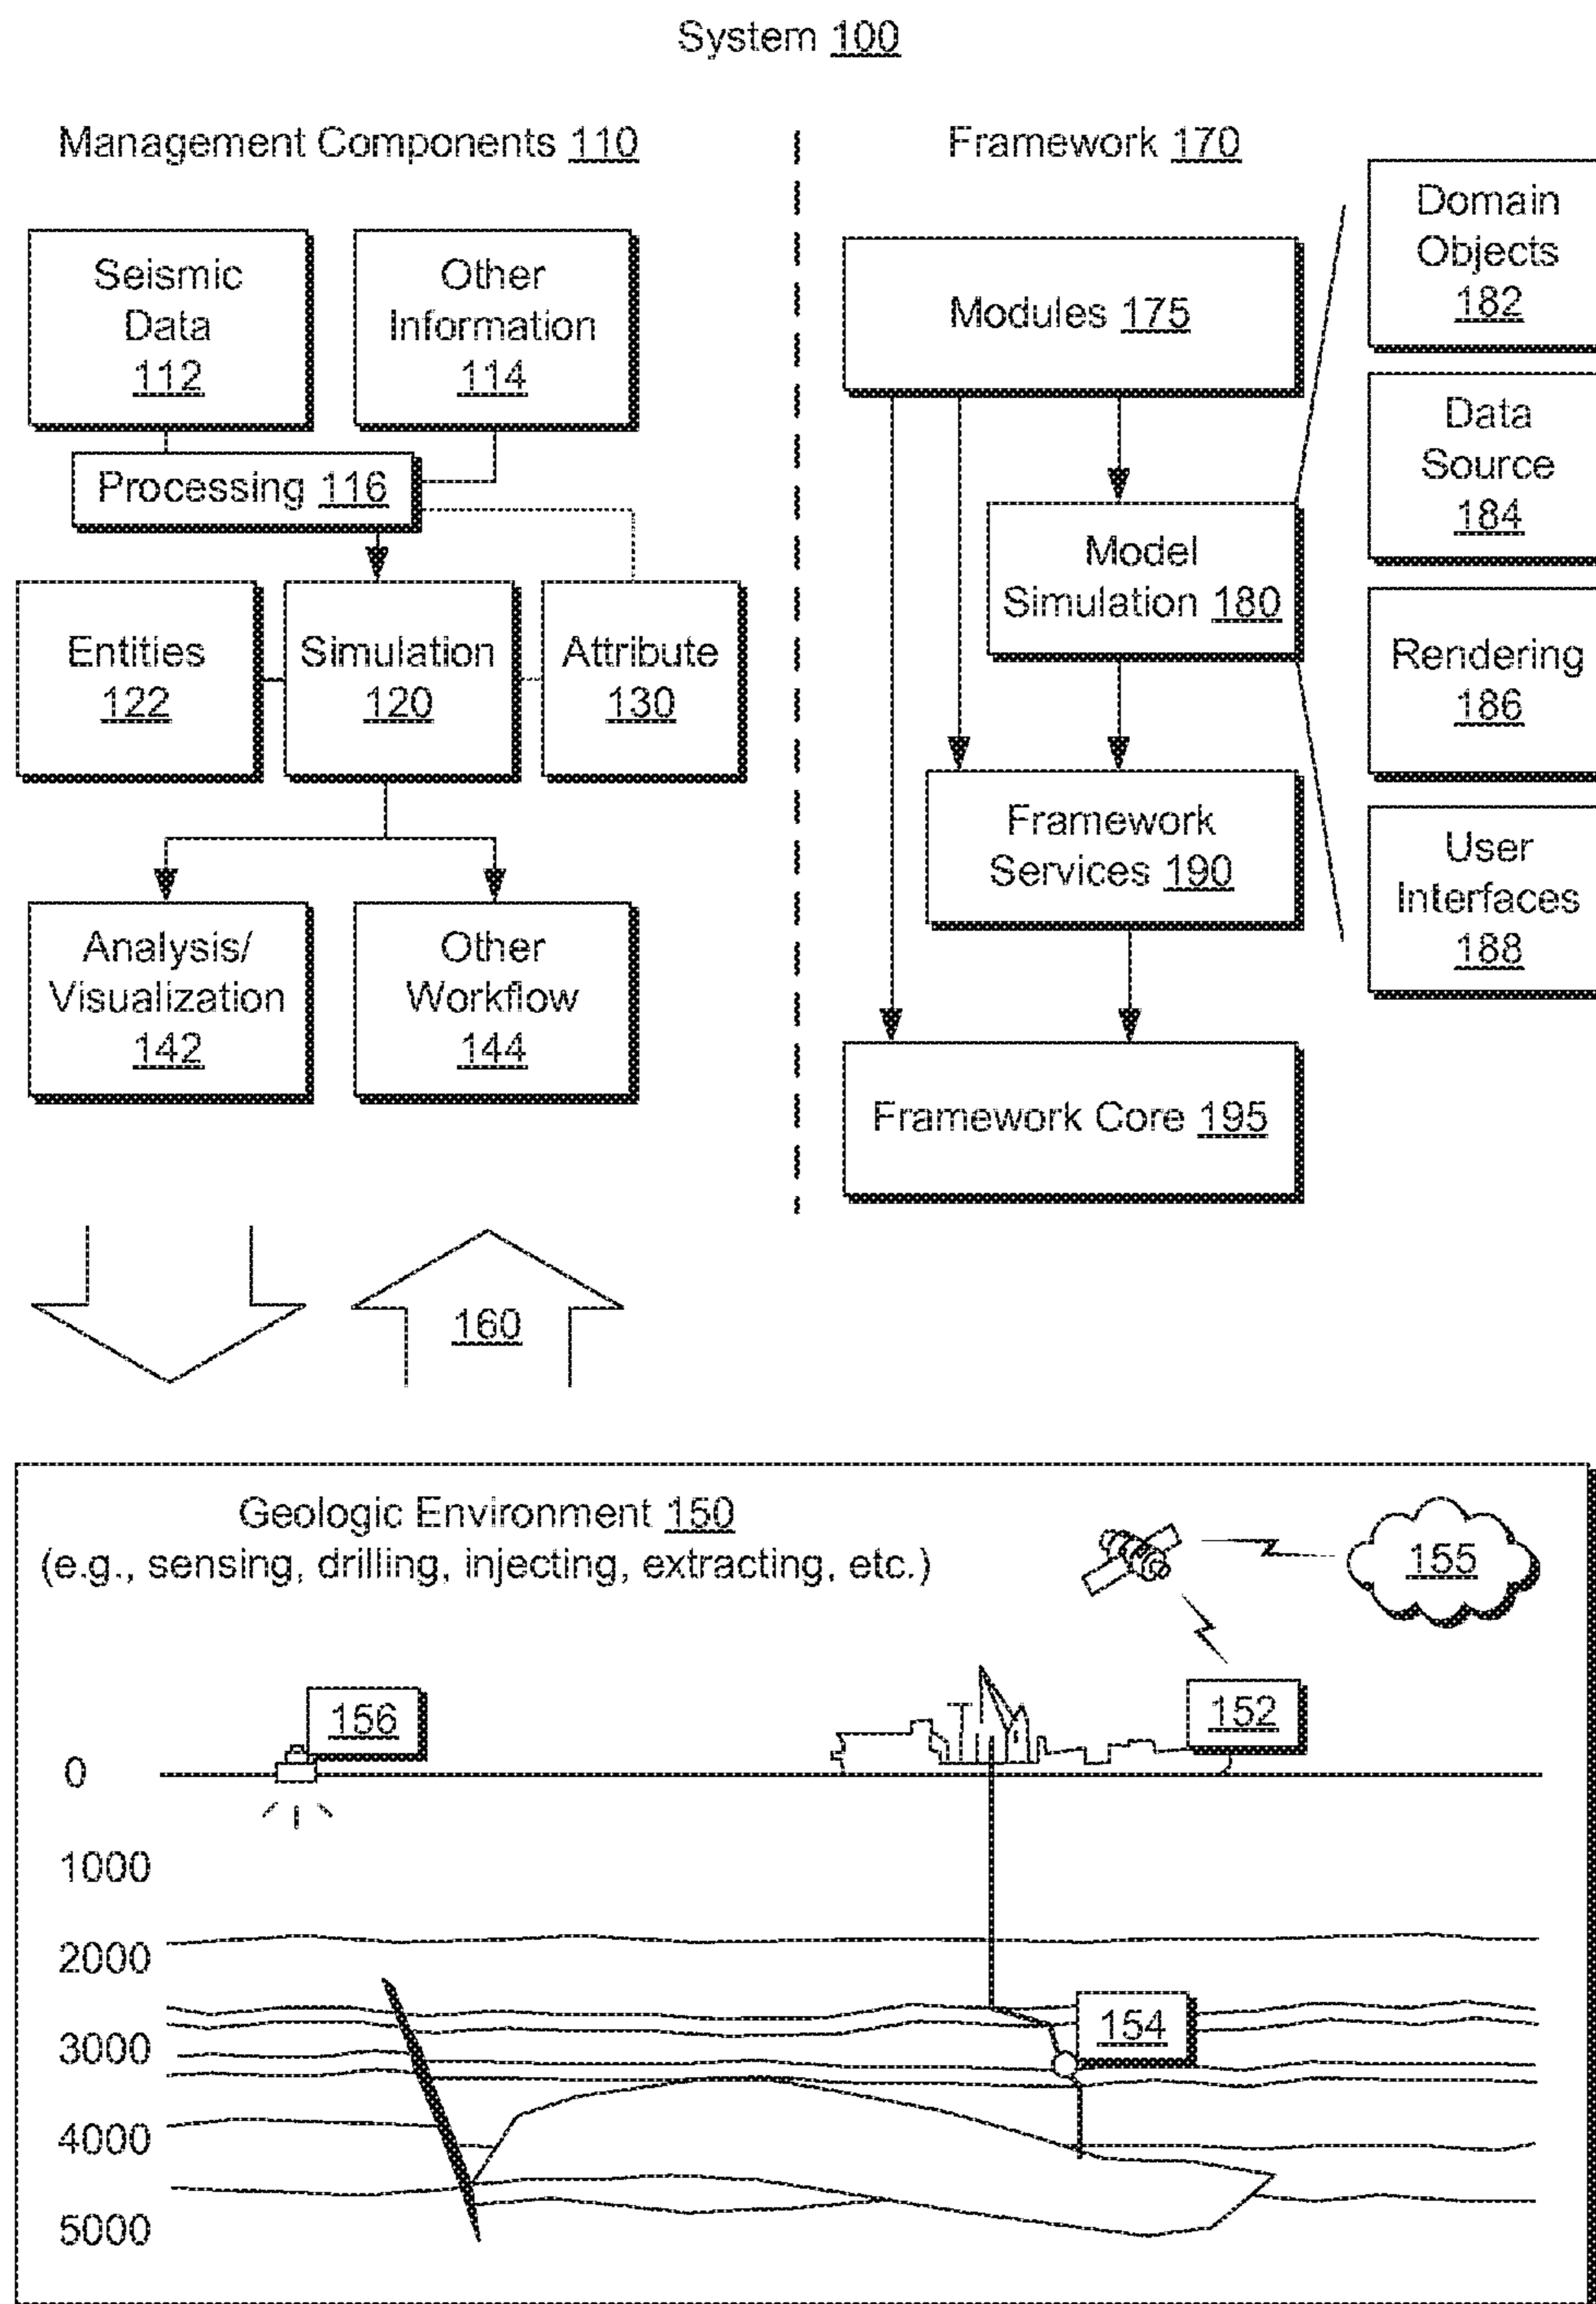 System 100
Management Components 110
Seismic
Data
112
Other
Information
114
Processing 116
Entities
122
Simulation
120
Attribute
130
Analysis/
Visualization
142
Other
Workflow
144
Framework 170
Modules 175
Model
Simulation 180
Framework
Services 190
Framework Core 195
Domain
Objects
182
Data
Source
184
Rendering
186
User
Interfaces
188
160
Geologic Environment 150
(e.g., sensing, drilling, injecting, extracting, etc.)
155
156
152
0
1000
2000
154
3000
4000
5000